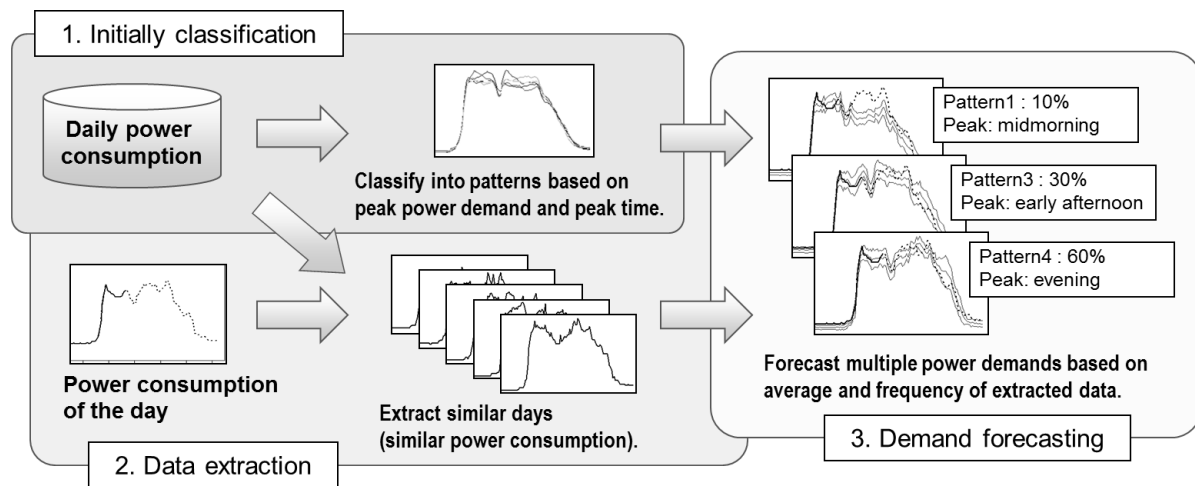 1. Initially classification
Daily power
consumption
Classify into patterns based on
peak power demand and peak time.
Power consumption
of the day
Extract similar days
(similar power consumption).
2. Data extraction
Pattern1 : 10%
Peak: midmorning
Pattern3 : 30%
Peak: early afternoon
Pattern4 : 60%
Peak: evening
Forecast multiple power demands based on
average and frequency of extracted data.
3. Demand forecasting